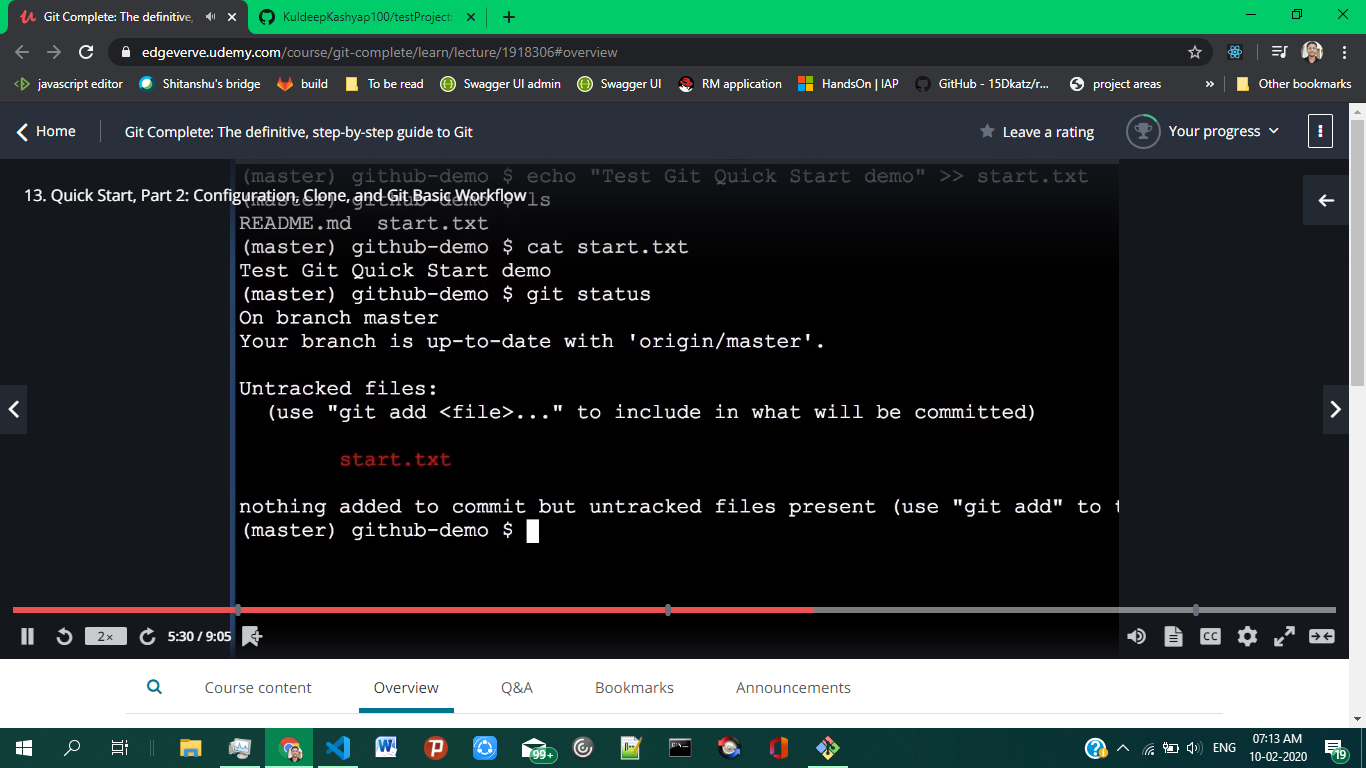 Git Complete: The definitive,
KuldeepKashyap100/testProject
edgeverve.udemy.com/course/git-complete/learn/lecture/1918306#overview
javascript editor
Shitanshu's bridge
build
To be read
Swagger UI admin
Swagger UI
RM application
HandsOn | IAP
GitHub - 15Dkatz/r...
project areas
»
Other bookmarks
Home
Git Complete: The definitive, step-by-step guide to Git
Leave a rating
Your progress
(master) github-demo $ echo "Test Git Quick Start demo" >> start.txt
13. Quick Start, Part 2: Configuration, Clone, and Git Basic Workflow
(master) github-demo $ ls
README.md start.txt
(master) github-demo $ cat start.txt
Test Git Quick Start demo
(master) github-demo $ git status
On branch master
Your branch is up-to-date with 'origin/master'.
Untracked files:
(use "git add <file>..." to include in what will be committed)
start.txt
nothing added to commit but untracked files present (use "git add" to t
(master) github-demo $
2×
5:30 / 9:05
CC
Course content
Overview
Q&A
Bookmarks
Announcements
99+
ENG
07:13 AM
10-02-2020
19